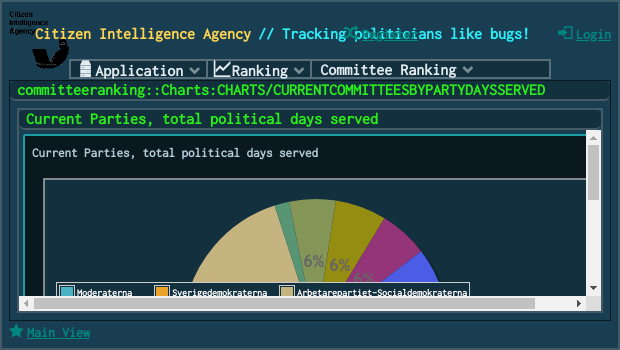 Citizen
Intelligence
Agency
Citizen Intelligence Agency // Tracking politicians like bugs!
Register
Login
Application
Ranking
Committee Ranking
committeeranking::Charts:CHARTS/CURRENTCOMMITTEESBYPARTYDAYSSERVED
Current Parties, total political days served
Current Parties, total political days served
6%
6%
6%
Moderaterna
Sverigedemokraterna
Arbetarepartiet-Socialdemokraterna
Main View